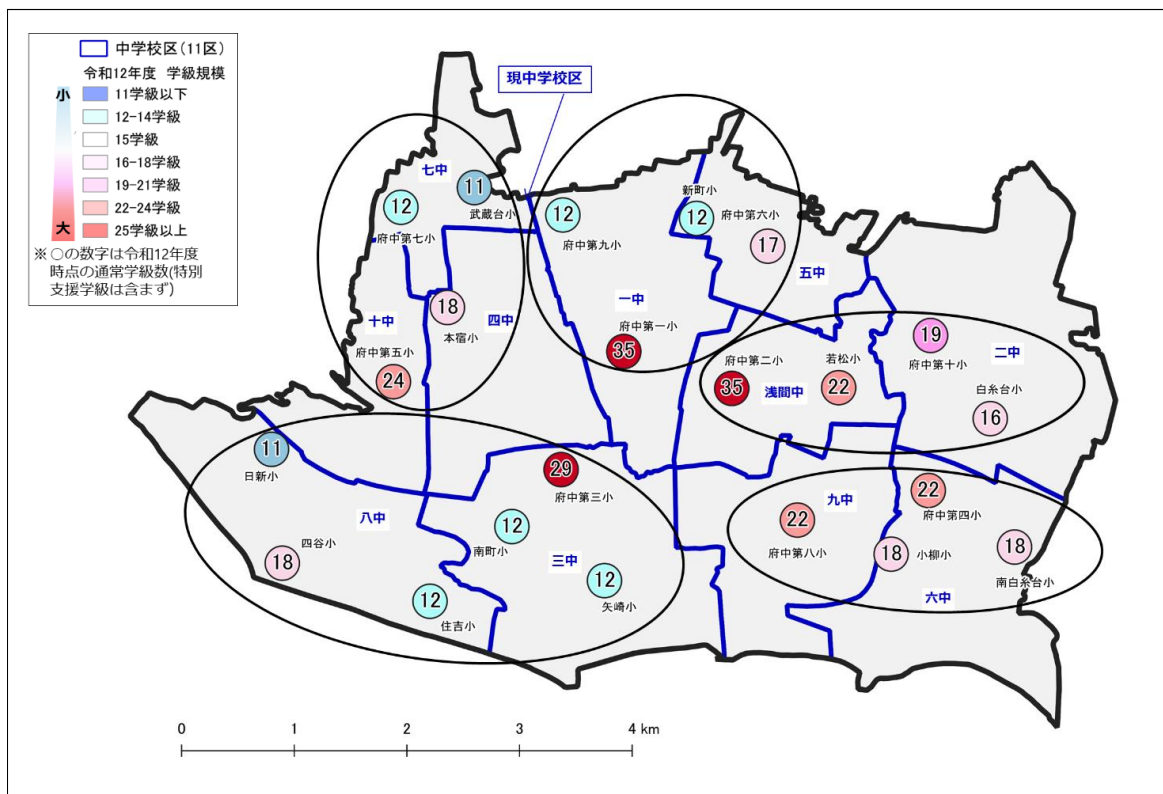 中学校区(11区)
令和12年度 学級規模
小
大
11学級以下
12-14学級
15学級
16-18学級
19-21学級
22-24学級
25学級以上
※○の数字は令和12年度
時点の通常学級数(特別
支援学級は含まず)
現中学校区
七中
11
武蔵台小
12
府中第七小
18
本宿小
四中
十中
府中第五小
24
12
府中第九小
新町小
12
府中第六小
17
五中
一中
府中第一小
35
19
府中第十小
二中
府中第二小
35
浅間中
若松小
22
白糸台小
16
11
日新小
29
府中第三小
八中
四谷小
18
12
南町小
三中
12
矢崎小
12
住吉小
九中
22
府中第四小
22
府中第八小
18
小柳小
18
南白糸台小
六中
0
1
2
3
4 km